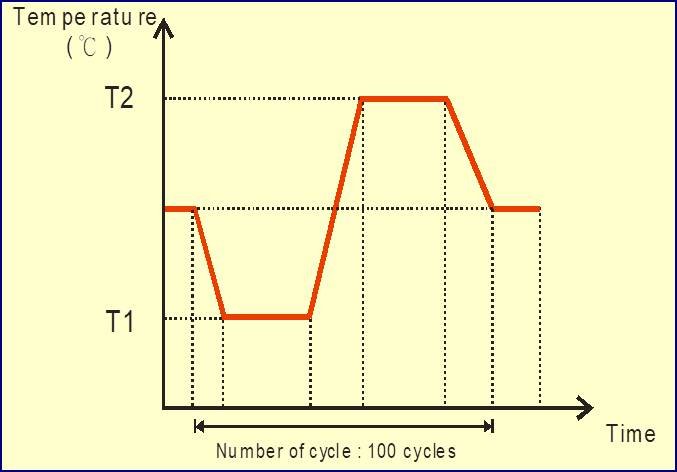 Temperature
(℃)
T2
T1
Time
Number of cycle : 100 cycles